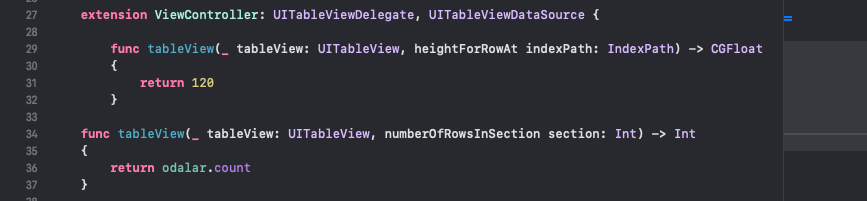 27 extension ViewController: UITableViewDelegate, UITableViewDataSource {
28
29 func tableView(_ tableView: UITableView, heightForRowAt indexPath: IndexPath) -> CGFloat
30 {
31 return 120
32 }
33
34 func tableView(_ tableView: UITableView, numberOfRowsInSection section: Int) -> Int
35 {
36 return odalar.count
37 }